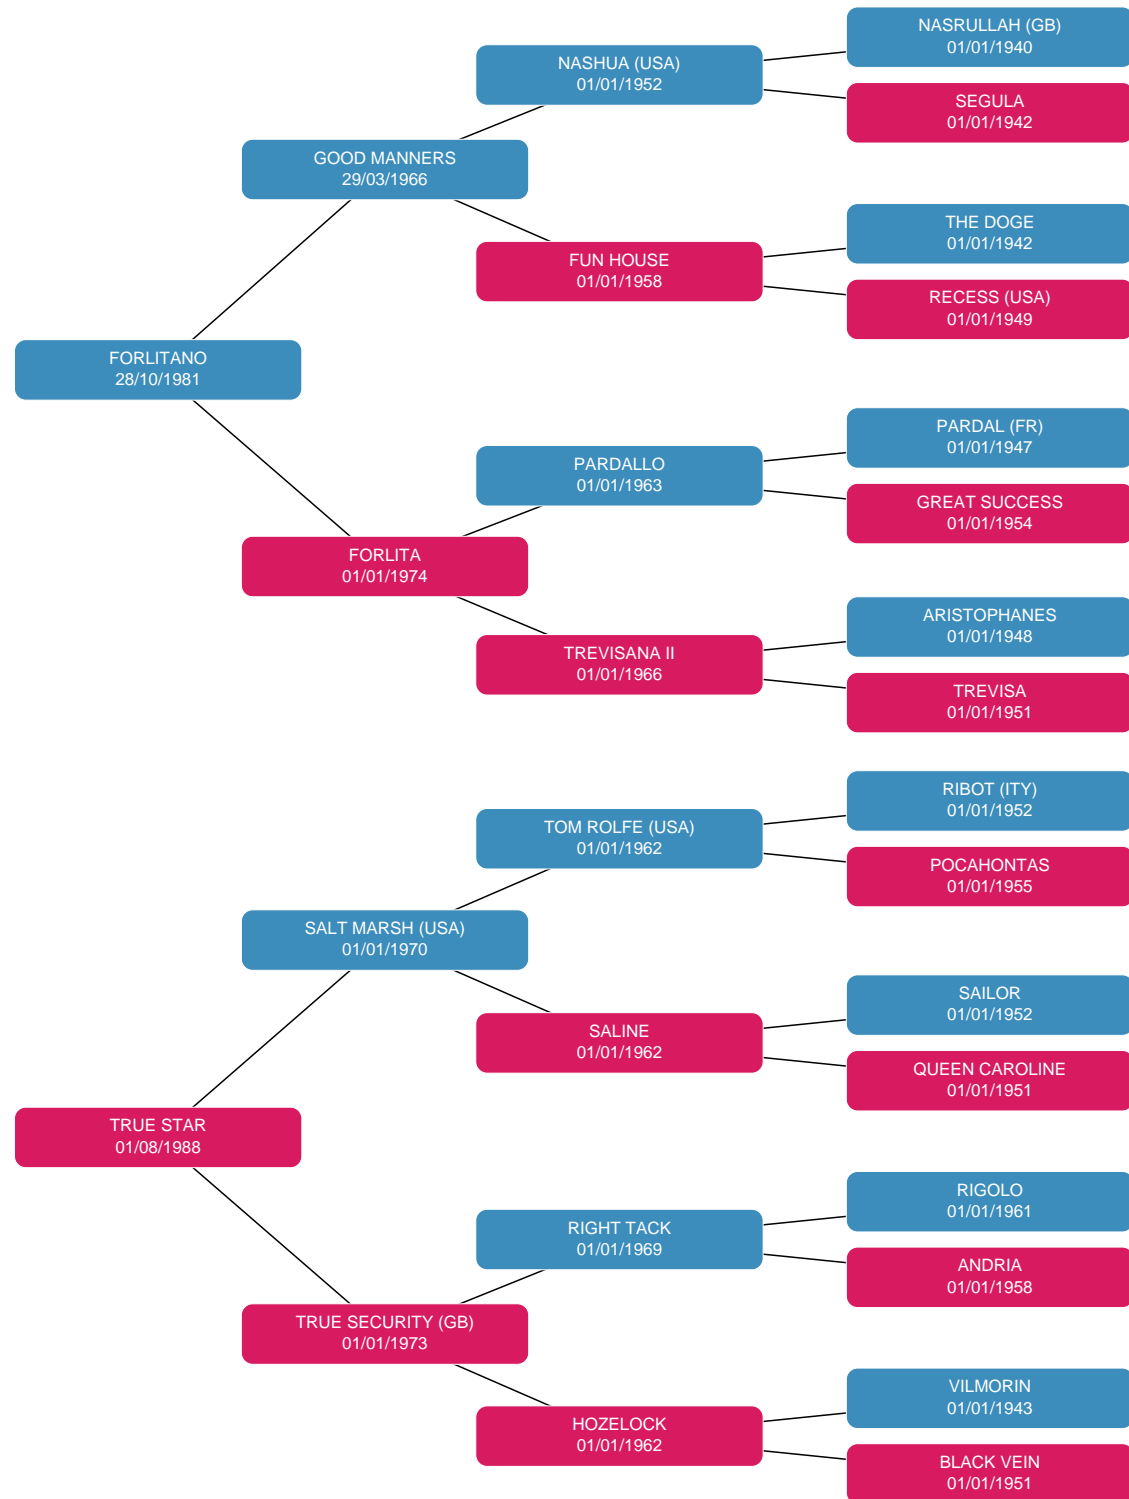 NASRULLAH (GB)
01/01/1940
NASHUA (USA)
01/01/1952
SEGULA
01/01/1942
GOOD MANNERS
29/03/1966
THE DOGE
01/01/1942
FUN HOUSE
01/01/1958
RECESS (USA)
01/01/1949
FORLITANO
28/10/1981
PARDAL (FR)
01/01/1947
PARDALLO
01/01/1963
GREAT SUCCESS
01/01/1954
FORLITA
01/01/1974
ARISTOPHANES
01/01/1948
TREVISANA II
01/01/1966
TREVISA
01/01/1951
RIBOT (ITY)
01/01/1952
TOM ROLFE (USA)
01/01/1962
POCAHONTAS
01/01/1955
SALT MARSH (USA)
01/01/1970
SAILOR
01/01/1952
SALINE
01/01/1962
QUEEN CAROLINE
01/01/1951
TRUE STAR
01/08/1988
RIGOLO
01/01/1961
RIGHT TACK
01/01/1969
ANDRIA
01/01/1958
TRUE SECURITY (GB)
01/01/1973
VILMORIN
01/01/1943
HOZELOCK
01/01/1962
BLACK VEIN
01/01/1951